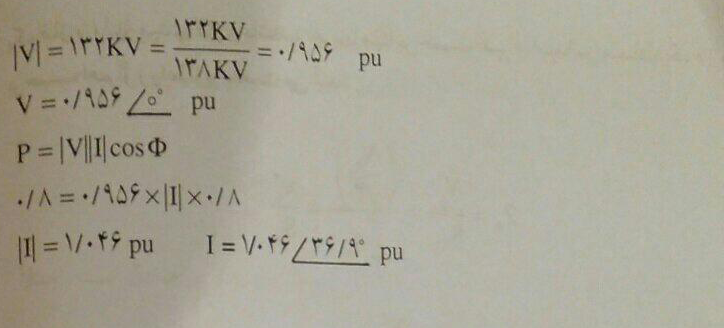 |V| = ۱۳۲KV = ۱۳۲KV / ۱۳۸KV = ۰/۹۵۶ pu
V = ۰/۹۵۶ ∠۰° pu
P = |V||I| cos Φ
۰/۸ = ۰/۹۵۶ × |I| × ۰/۸
|I| = ۱/۰۴۶ pu I = ۱/۰۴۶ ∠۳۶/۹° pu